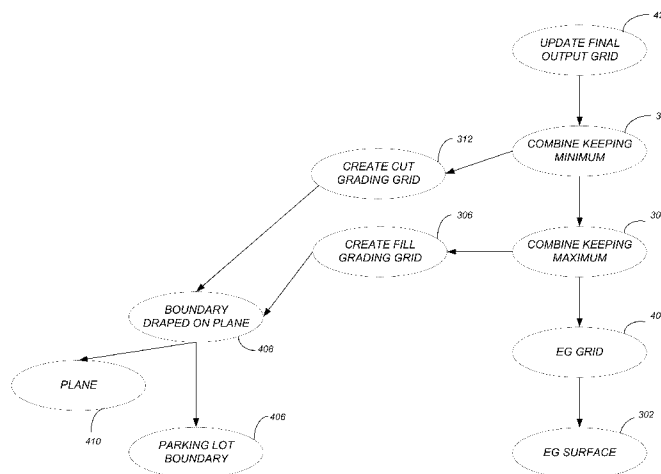 UPDATE FINAL
OUTPUT GRID
312
COMBINE KEEPING
MINIMUM
CREATE CUT
GRADING GRID
306
COMBINE KEEPING
MAXIMUM
CREATE FILL
GRADING GRID
BOUNDARY
DRAPED ON PLANE
408
EG GRID
PLANE
410
406
PARKING LOT
BOUNDARY
302
EG SURFACE